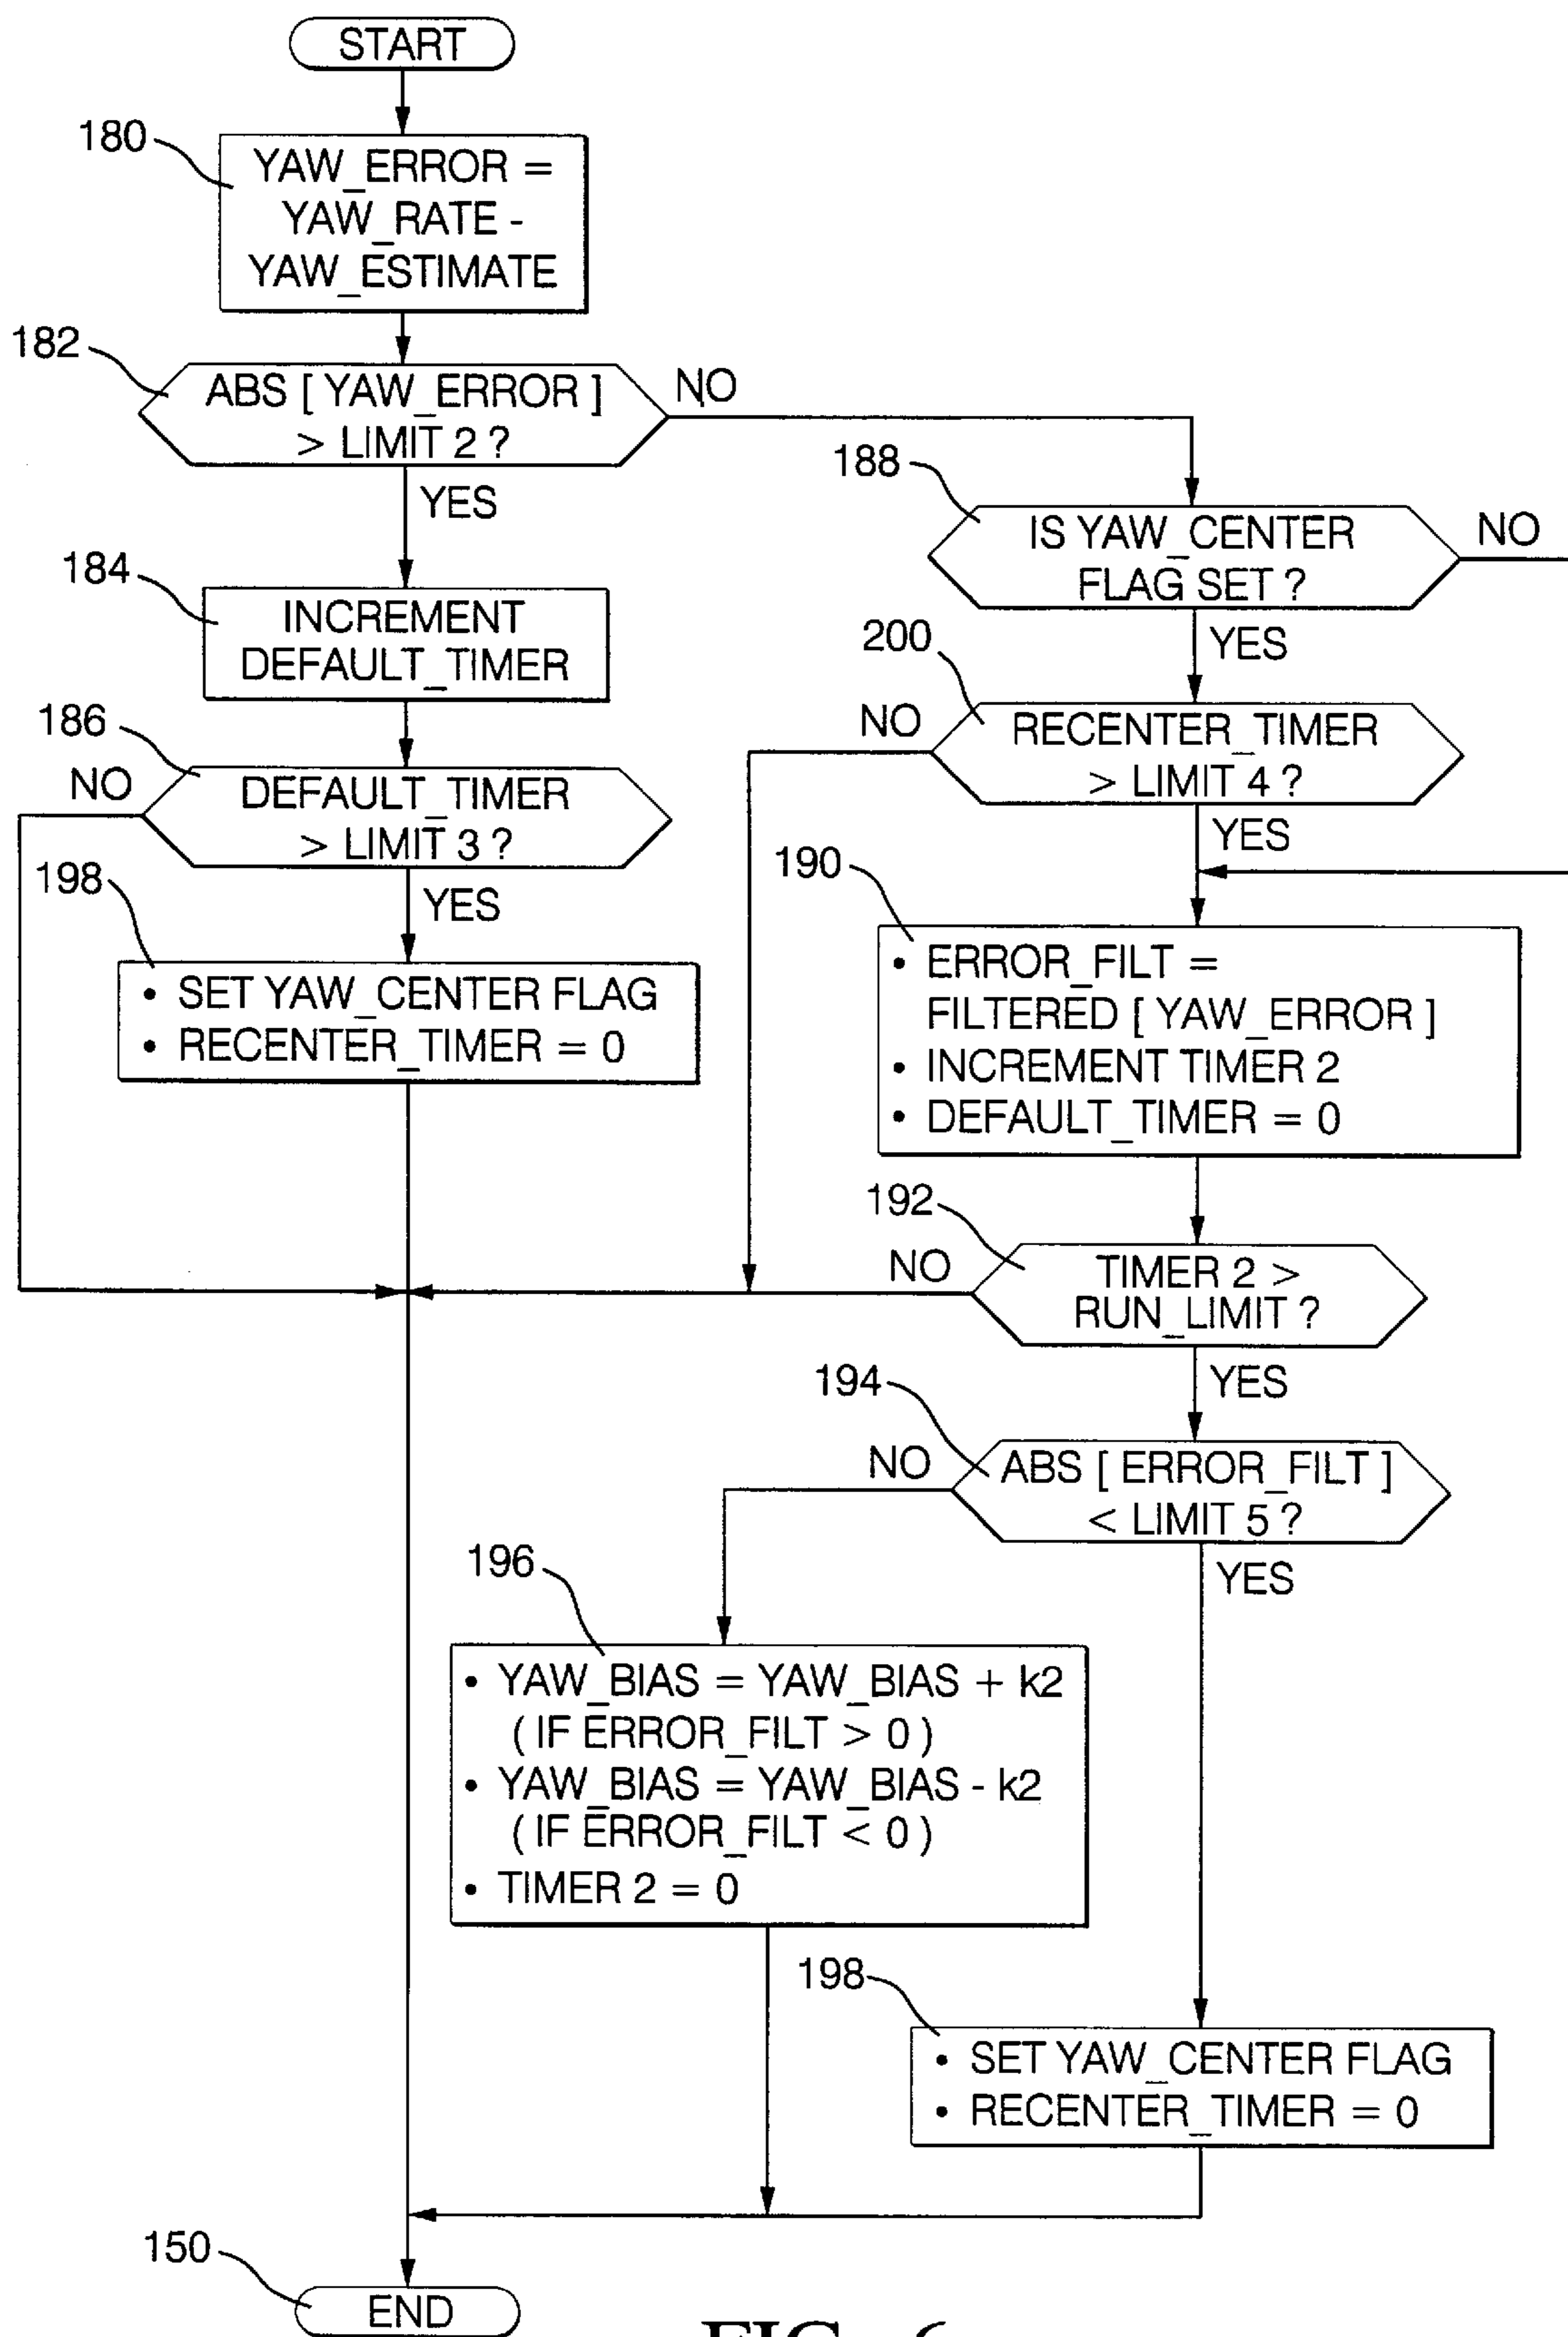 START
180
YAW_ERROR =
YAW_RATE -
YAW_ESTIMATE
182
ABS [ YAW_ERROR ]
> LIMIT 2 ?
NO
YES
184
INCREMENT
DEFAULT_TIMER
186
NO
DEFAULT_TIMER
> LIMIT 3 ?
YES
198
• SET YAW_CENTER FLAG
• RECENTER_TIMER = 0
188
IS YAW_CENTER
FLAG SET ?
NO
YES
200
NO
RECENTER_TIMER
> LIMIT 4 ?
YES
190
• ERROR_FILT =
FILTERED [ YAW_ERROR ]
• INCREMENT TIMER 2
• DEFAULT_TIMER = 0
192
NO
TIMER 2 >
RUN_LIMIT ?
YES
194
NO
ABS [ ERROR_FILT ]
< LIMIT 5 ?
YES
196
• YAW_BIAS = YAW_BIAS + k2
( IF ERROR_FILT > 0 )
• YAW_BIAS = YAW_BIAS - k2
( IF ERROR_FILT < 0 )
• TIMER 2 = 0
198
• SET YAW_CENTER FLAG
• RECENTER_TIMER = 0
150
END